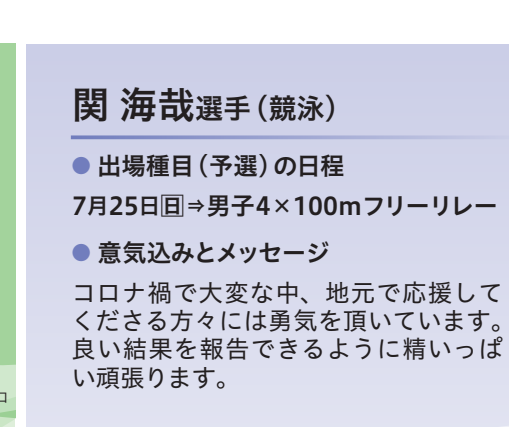 関 海哉選手（競泳）
● 出場種目（予選）の日程
7月25日日⇒男子4×100mフリーリレー
● 意気込みとメッセージ
コロナ禍で大変な中、地元で応援して
くださる方々には勇気を頂いています。
良い結果を報告できるように精いっぱ
い頑張ります。